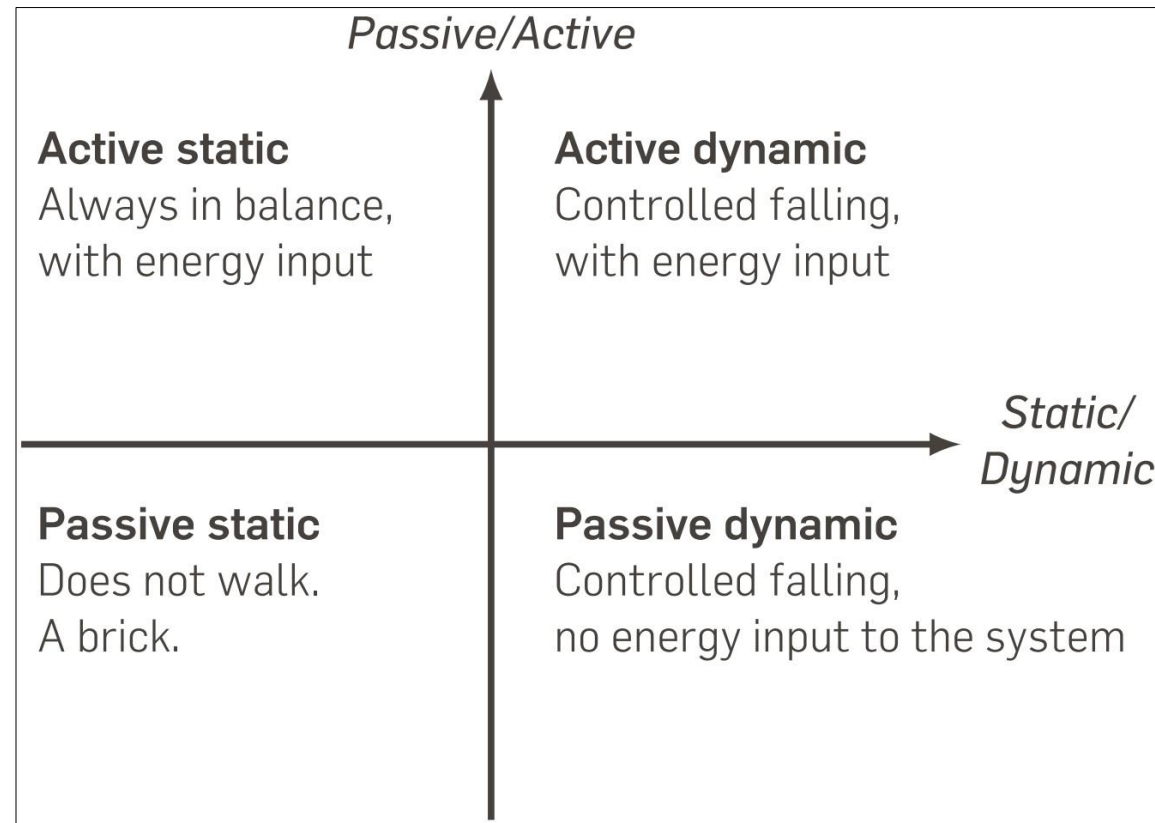 Passive/Active
Active static
Always in balance,
with energy input
Active dynamic
Controlled falling,
with energy input
Static/
Dynamic
Passive static
Does not walk.
A brick.
Passive dynamic
Controlled falling,
no energy input to the system